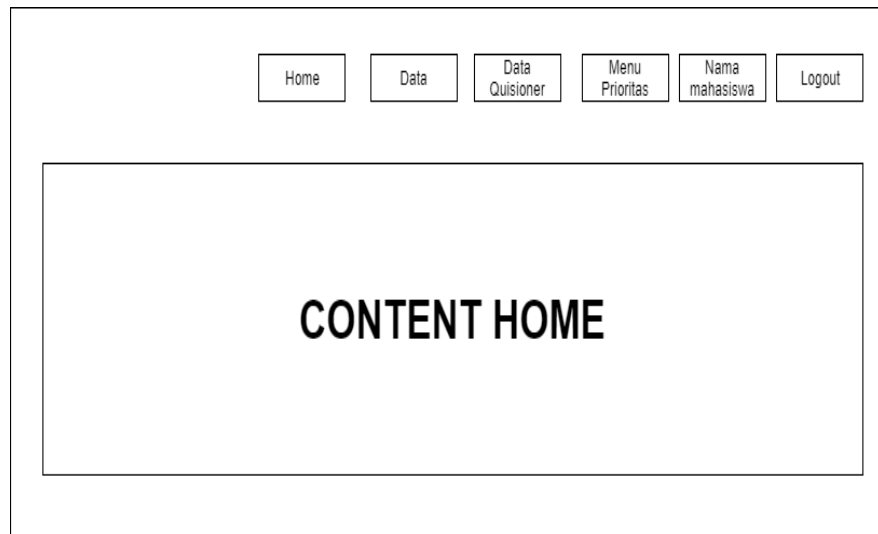 Home
Data
Data
Quisioner
Menu
Prioritas
Nama
mahasiswa
Logout
CONTENT HOME